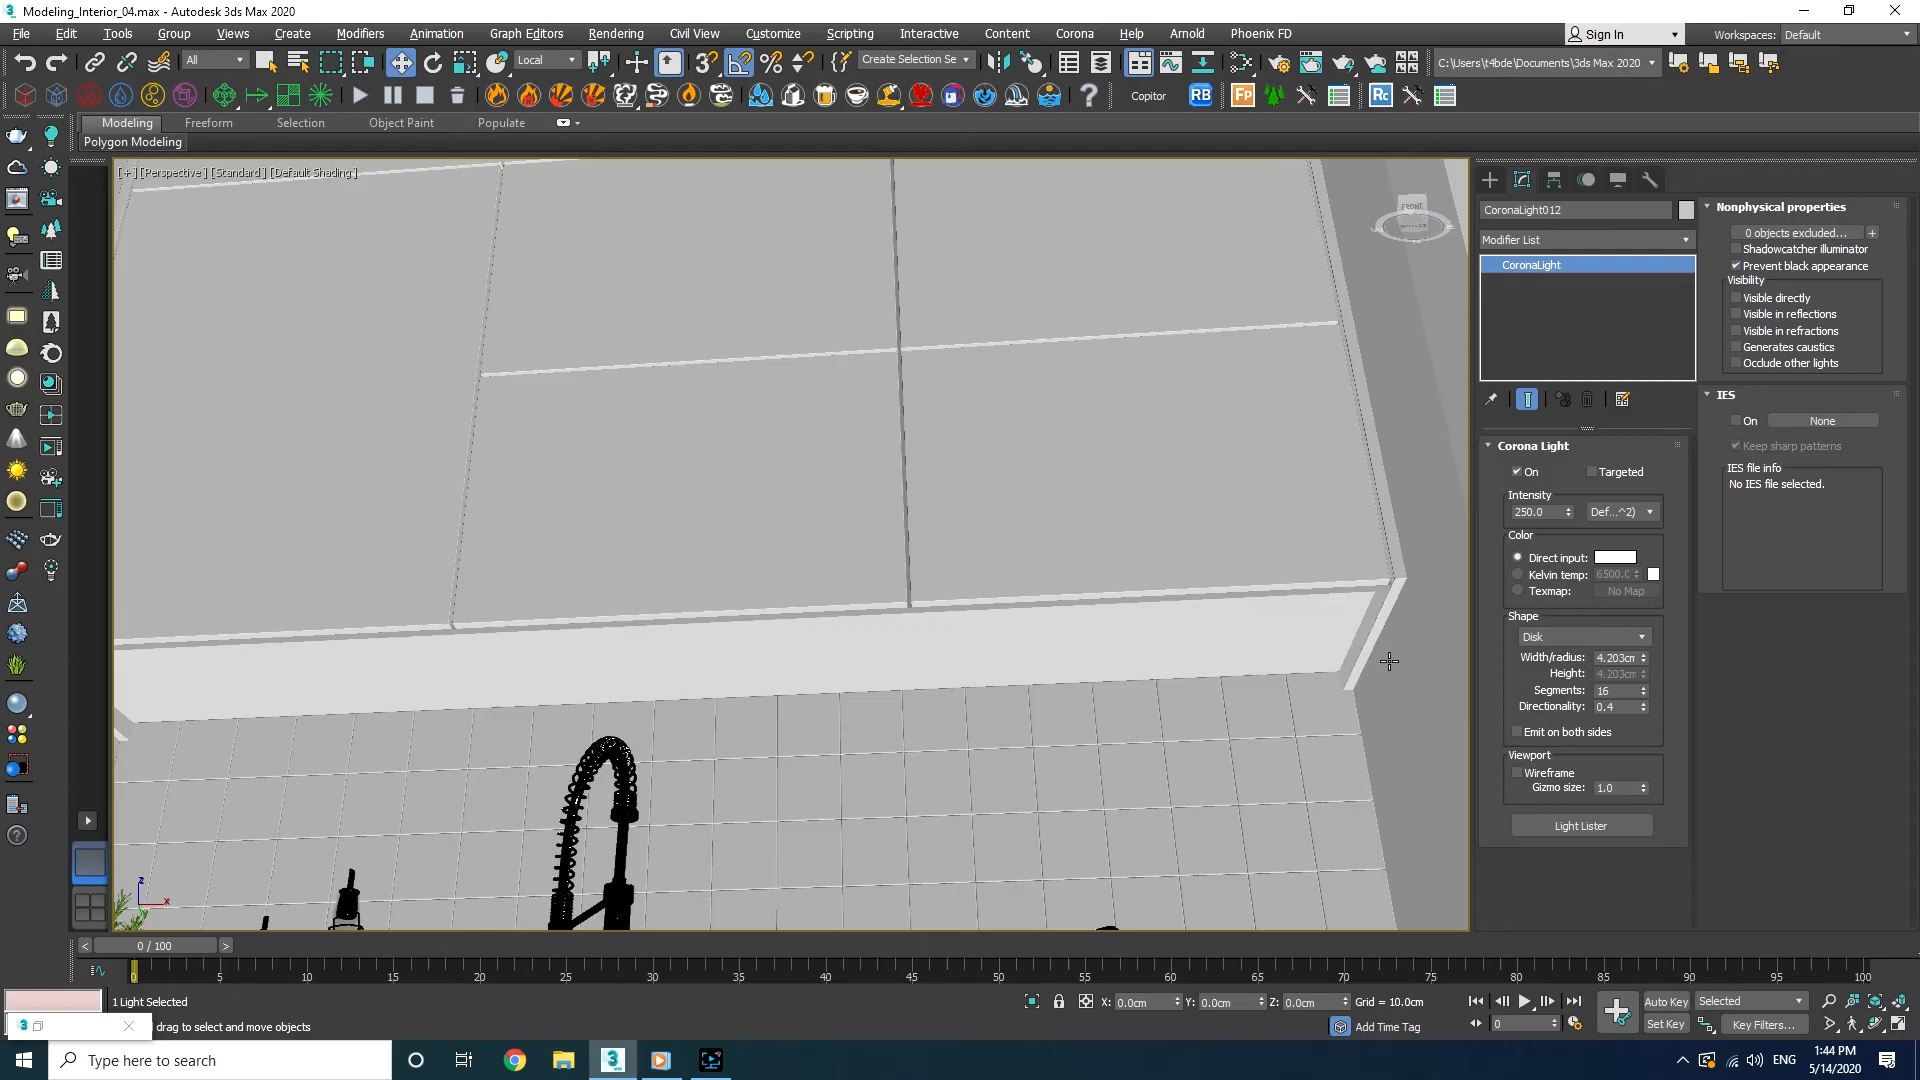 Modeling_Interior_04.max - Autodesk 3ds Max 2020
File Edit Tools Group Views Create Modifiers Animation Graph Editors Rendering Civil View Customize Scripting Interactive Content Corona Help Arnold Phoenix FD
Sign In
Workspaces: Default
All
Local
Create Selection Se
C:\Users\t4bde\Documents\3ds Max 2020
Copitor
RB
Fp
Rc
Modeling Freeform Selection Object Paint Populate
Polygon Modeling
[+] [Perspective] [Standard] [Default Shading]
FRONT
CoronaLight012
Modifier List
CoronaLight
Corona Light
On
Targeted
Intensity
250.0
Def...^2)
Color
Direct input:
Kelvin temp: 6500.0
Texmap: No Map
Shape
Disk
Width/radius: 4.203cm
Height: 4.203cm
Segments: 16
Directionality: 0.4
Emit on both sides
Viewport
Wireframe
Gizmo size: 1.0
Light Lister
Nonphysical properties
0 objects excluded...
+
Shadowcatcher illuminator
Prevent black appearance
Visibility
Visible directly
Visible in reflections
Visible in refractions
Generates caustics
Occlude other lights
IES
On
None
Keep sharp patterns
IES file info
No IES file selected.
z
x
y
< 0 / 100 >
0 5 10 15 20 25 30 35 40 45 50 55 60 65 70 75 80 85 90 95 100
1 Light Selected
drag to select and move objects
X: 0.0cm
Y: 0.0cm
Z: 0.0cm
Grid = 10.0cm
Add Time Tag
0
Auto Key
Selected
Set Key
Key Filters...
Type here to search
ENG
1:44 PM
5/14/2020